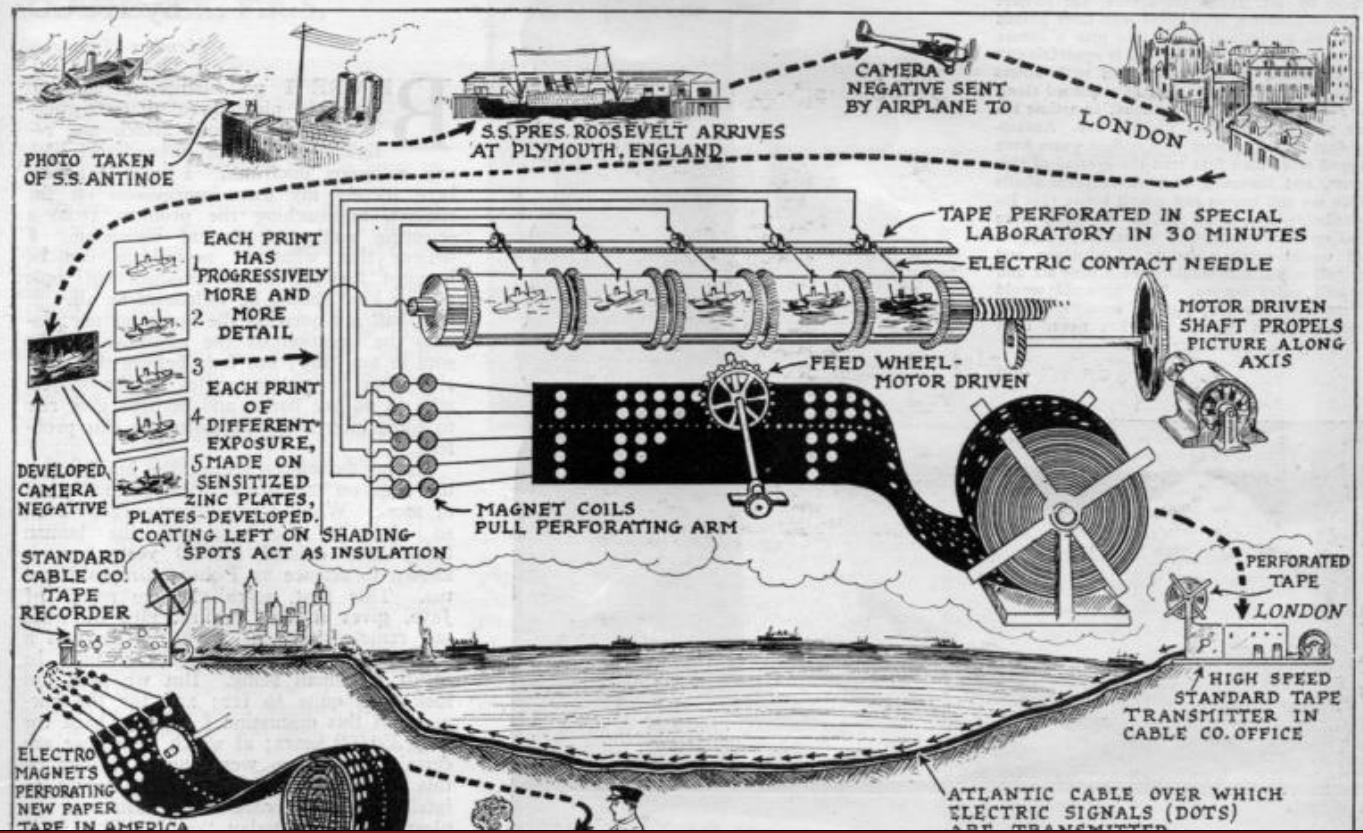 PHOTO TAKEN
OF S.S. ANTINOE
S.S. PRES. ROOSEVELT ARRIVES
AT PLYMOUTH, ENGLAND
CAMERA
NEGATIVE SENT
BY AIRPLANE TO
LONDON
TAPE PERFORATED IN SPECIAL
LABORATORY IN 30 MINUTES
ELECTRIC CONTACT NEEDLE
MOTOR DRIVEN
SHAFT PROPELS
PICTURE ALONG
AXIS
EACH PRINT
HAS
PROGRESSIVELY
MORE AND
MORE
DETAIL
1
2
3
4
5
EACH PRINT
OF
DIFFERENT
EXPOSURE,
MADE ON
SENSITIZED
ZINC PLATES,
PLATES DEVELOPED.
COATING LEFT ON SHADING
SPOTS ACT AS INSULATION
DEVELOPED
CAMERA
NEGATIVE
FEED WHEEL-
MOTOR DRIVEN
MAGNET COILS
PULL PERFORATING ARM
STANDARD
CABLE CO.
TAPE
RECORDER
PERFORATED
TAPE
LONDON
HIGH SPEED
STANDARD TAPE
TRANSMITTER IN
CABLE CO. OFFICE
ELECTRO
MAGNETS
PERFORATING
NEW PAPER
TAPE IN AMERICA
ATLANTIC CABLE OVER WHICH
ELECTRIC SIGNALS (DOTS)
ARE TRANSMITTED